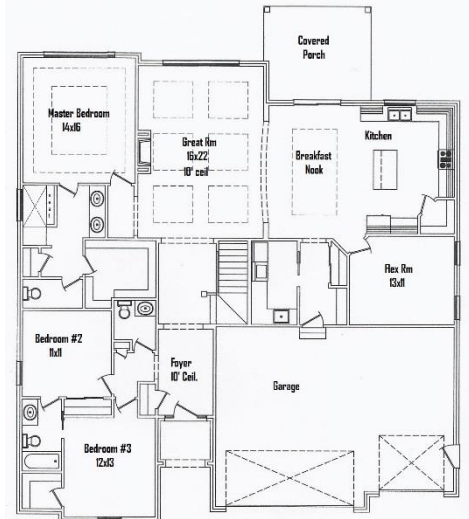 Covered
Porch
Master Bedroom
14x16
Great Rm
16x22
10' ceil
Breakfast
Nook
Kitchen
Flex Rm
13x11
Bedroom #2
11x11
Foyer
10' Ceil.
Garage
Bedroom #3
12x13